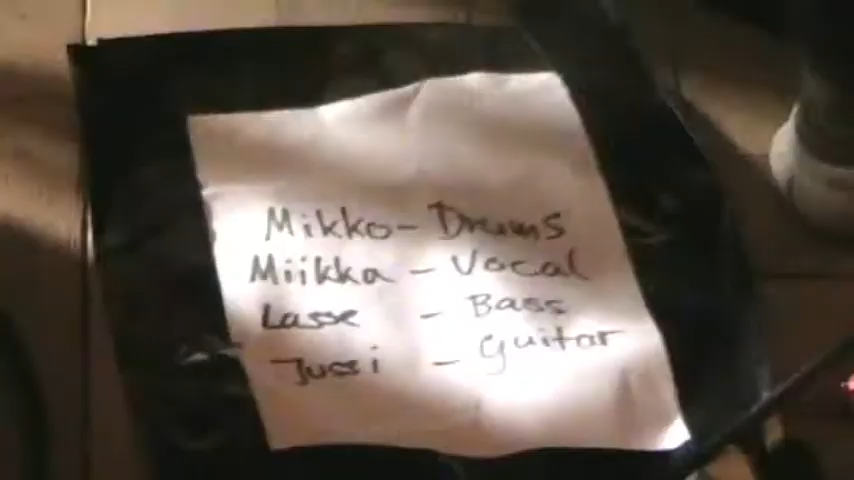 Mikko - Drums
Miikka - Vocal
Lasse - Bass
Jussi - Guitar